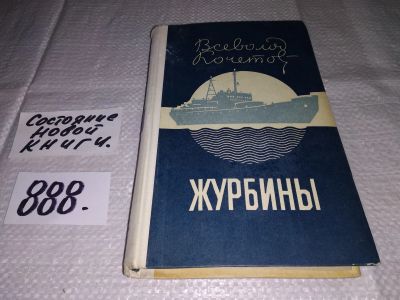 Состояние
новой
книги.
888.
Всеволод
Кочетов
ЖУРБИНЫ